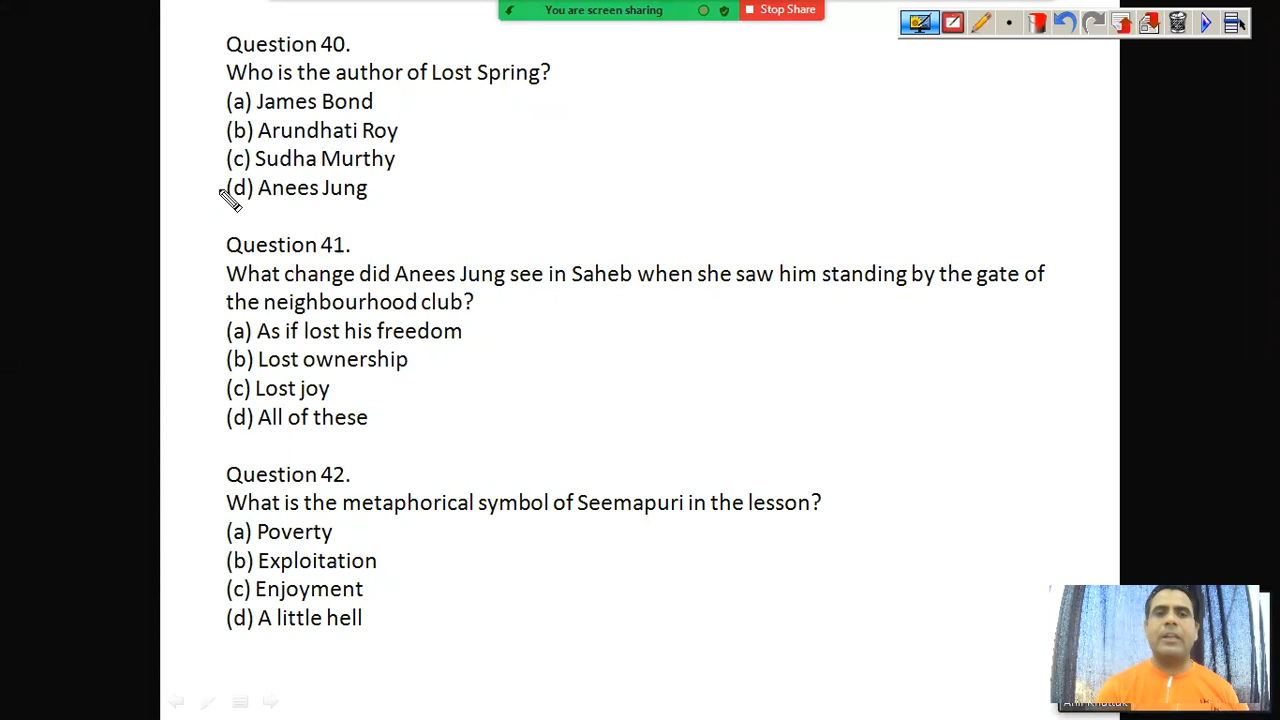 You are screen sharing
Stop Share
Question 40.
Who is the author of Lost Spring?
(a) James Bond
(b) Arundhati Roy
(c) Sudha Murthy
(d) Anees Jung
Question 41.
What change did Anees Jung see in Saheb when she saw him standing by the gate of
the neighbourhood club?
(a) As if lost his freedom
(b) Lost ownership
(c) Lost joy
(d) All of these
Question 42.
What is the metaphorical symbol of Seemapuri in the lesson?
(a) Poverty
(b) Exploitation
(c) Enjoyment
(d) A little hell